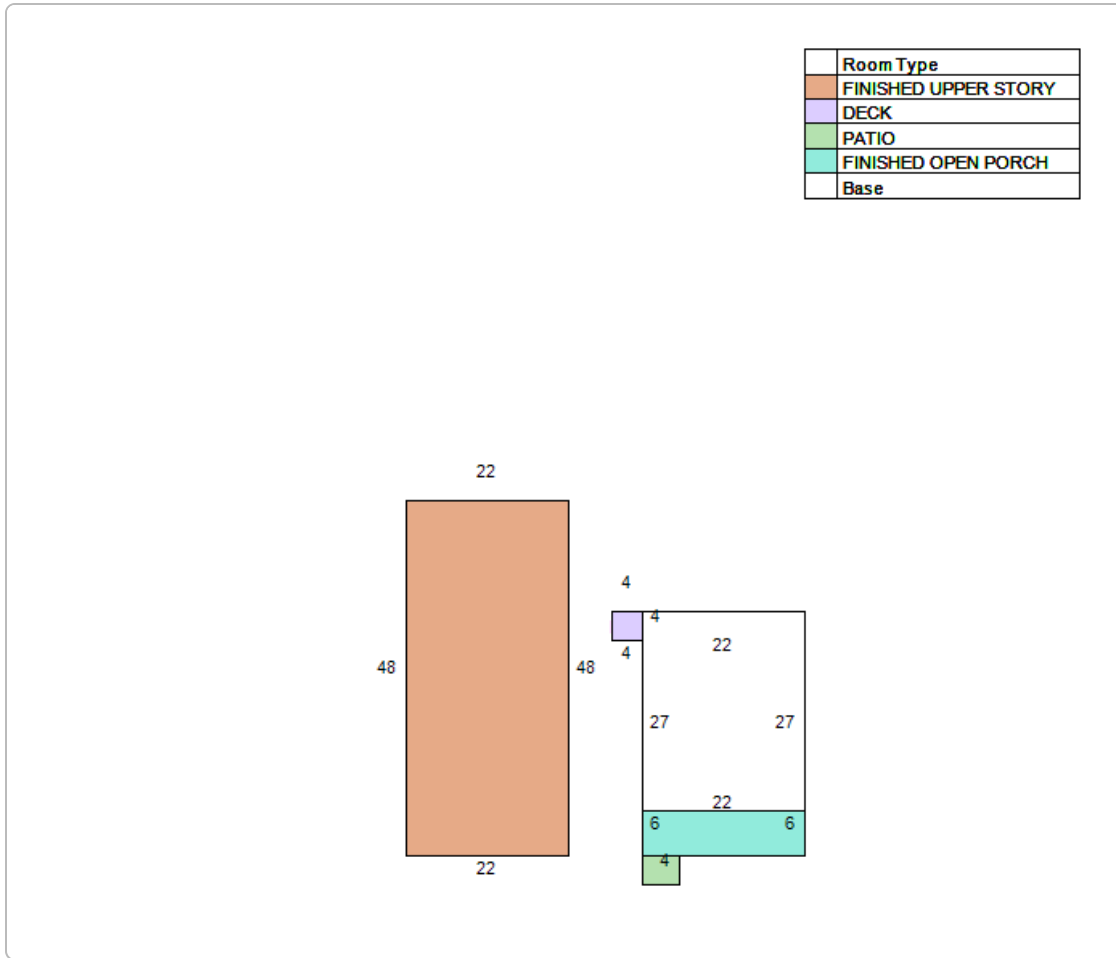 Room Type
FINISHED UPPER STORY
DECK
PATIO
FINISHED OPEN PORCH
Base
22
4
4
22
4
48
48
27
27
22
6
6
4
22